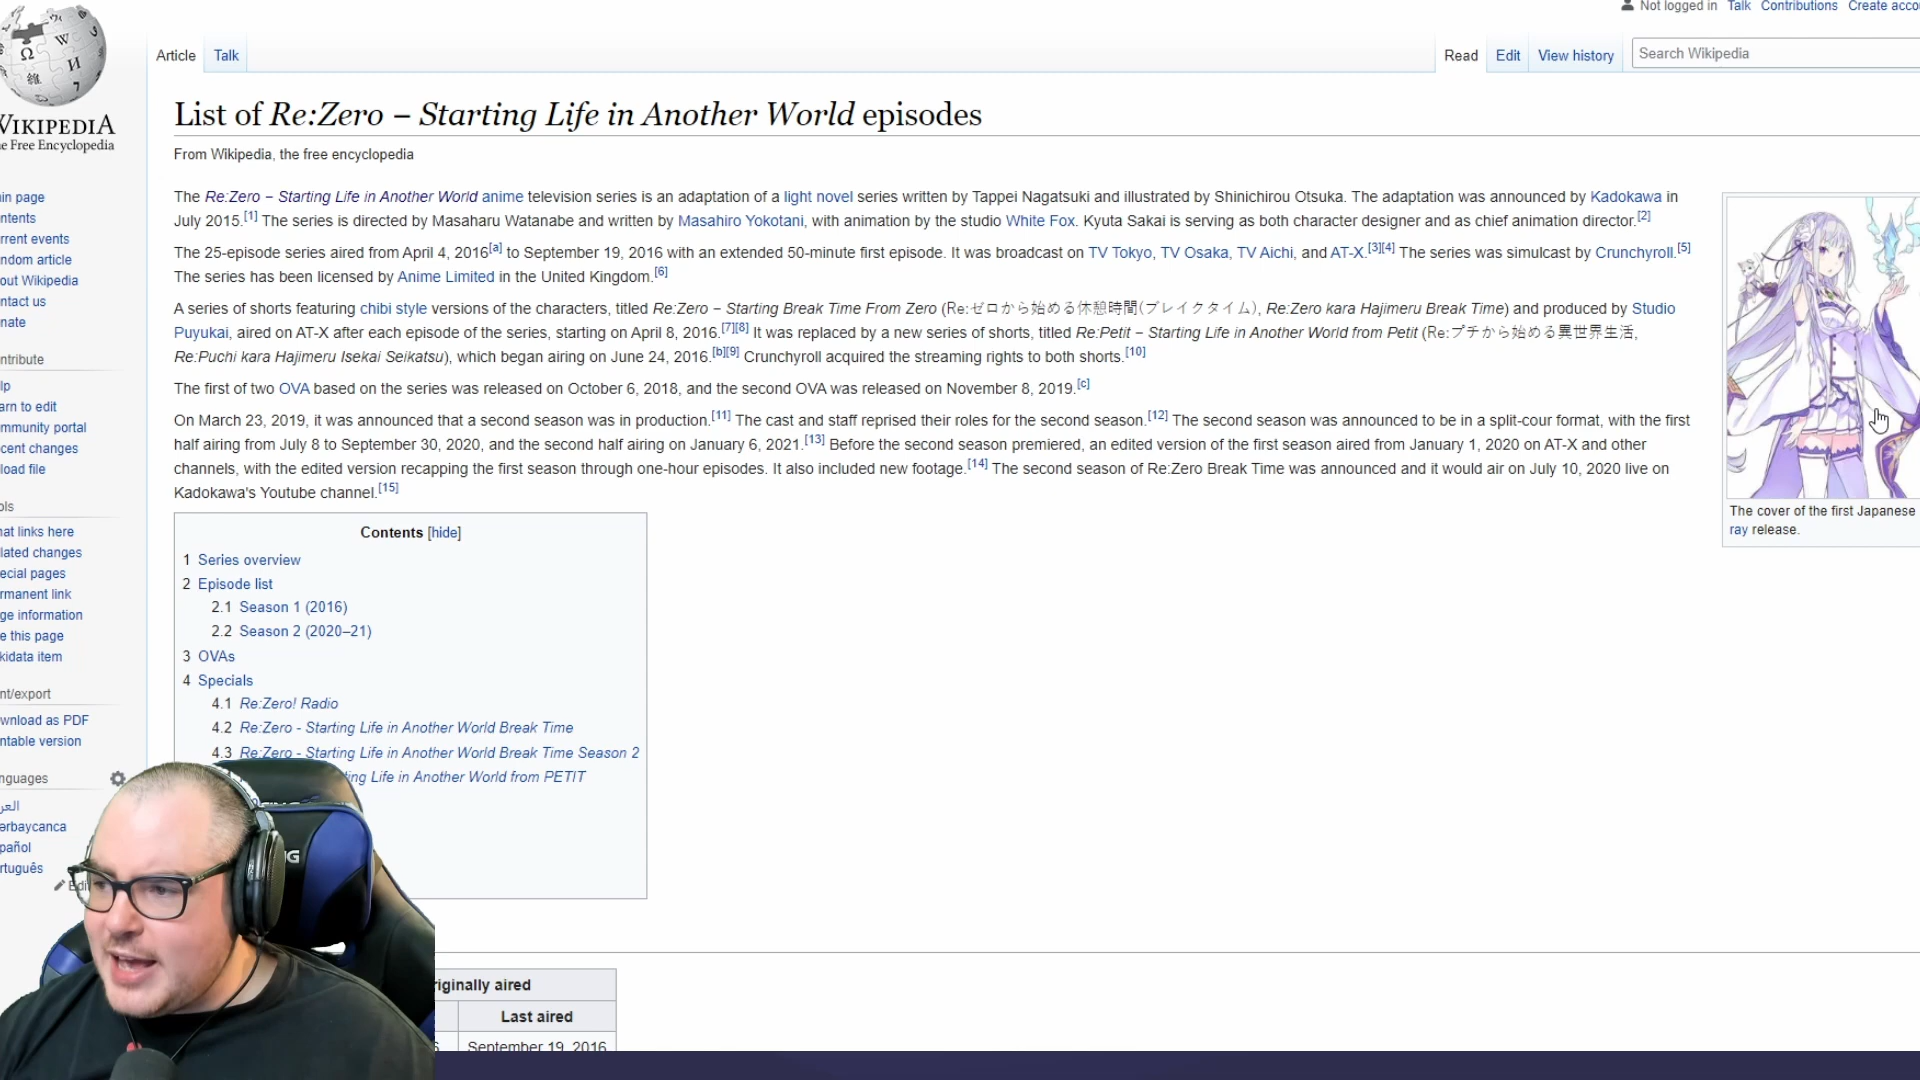 Not logged in Talk Contributions Create acco
Article Talk Read Edit View history Search Wikipedia
WIKIPEDIA
e Free Encyclopedia
List of Re:Zero − Starting Life in Another World episodes
From Wikipedia, the free encyclopedia
The Re:Zero − Starting Life in Another World anime television series is an adaptation of a light novel series written by Tappei Nagatsuki and illustrated by Shinichirou Otsuka. The adaptation was announced by Kadokawa in
July 2015.[1] The series is directed by Masaharu Watanabe and written by Masahiro Yokotani, with animation by the studio White Fox. Kyuta Sakai is serving as both character designer and as chief animation director.[2]
The 25-episode series aired from April 4, 2016[a] to September 19, 2016 with an extended 50-minute first episode. It was broadcast on TV Tokyo, TV Osaka, TV Aichi, and AT-X.[3][4] The series was simulcast by Crunchyroll.[5]
The series has been licensed by Anime Limited in the United Kingdom.[6]
A series of shorts featuring chibi style versions of the characters, titled Re:Zero − Starting Break Time From Zero (Re:ゼロから始める休憩時間(ブレイクタイム), Re:Zero kara Hajimeru Break Time) and produced by Studio
Puyukai, aired on AT-X after each episode of the series, starting on April 8, 2016.[7][8] It was replaced by a new series of shorts, titled Re:Petit − Starting Life in Another World from Petit (Re:プチから始める異世界生活,
Re:Puchi kara Hajimeru Isekai Seikatsu), which began airing on June 24, 2016.[b][9] Crunchyroll acquired the streaming rights to both shorts.[10]
The first of two OVA based on the series was released on October 6, 2018, and the second OVA was released on November 8, 2019.[c]
On March 23, 2019, it was announced that a second season was in production.[11] The cast and staff reprised their roles for the second season.[12] The second season was announced to be in a split-cour format, with the first
half airing from July 8 to September 30, 2020, and the second half airing on January 6, 2021.[13] Before the second season premiered, an edited version of the first season aired from January 1, 2020 on AT-X and other
channels, with the edited version recapping the first season through one-hour episodes. It also included new footage.[14] The second season of Re:Zero Break Time was announced and it would air on July 10, 2020 live on
Kadokawa's Youtube channel.[15]
The cover of the first Japanese
ray release.
Contents [hide]
1 Series overview
2 Episode list
2.1 Season 1 (2016)
2.2 Season 2 (2020–21)
3 OVAs
4 Specials
4.1 Re:Zero! Radio
4.2 Re:Zero - Starting Life in Another World Break Time
4.3 Re:Zero - Starting Life in Another World Break Time Season 2
ting Life in Another World from PETIT
riginally aired
Last aired
September 19, 2016
in page
ntents
rrent events
ndom article
out Wikipedia
ntact us
nate
ntribute
lp
arn to edit
mmunity portal
cent changes
load file
ols
hat links here
lated changes
ecial pages
rmanent link
ge information
e this page
kidata item
nt/export
wnload as PDF
ntable version
nguages
العر
ərbaycanca
pañol
rtuguês
Edi